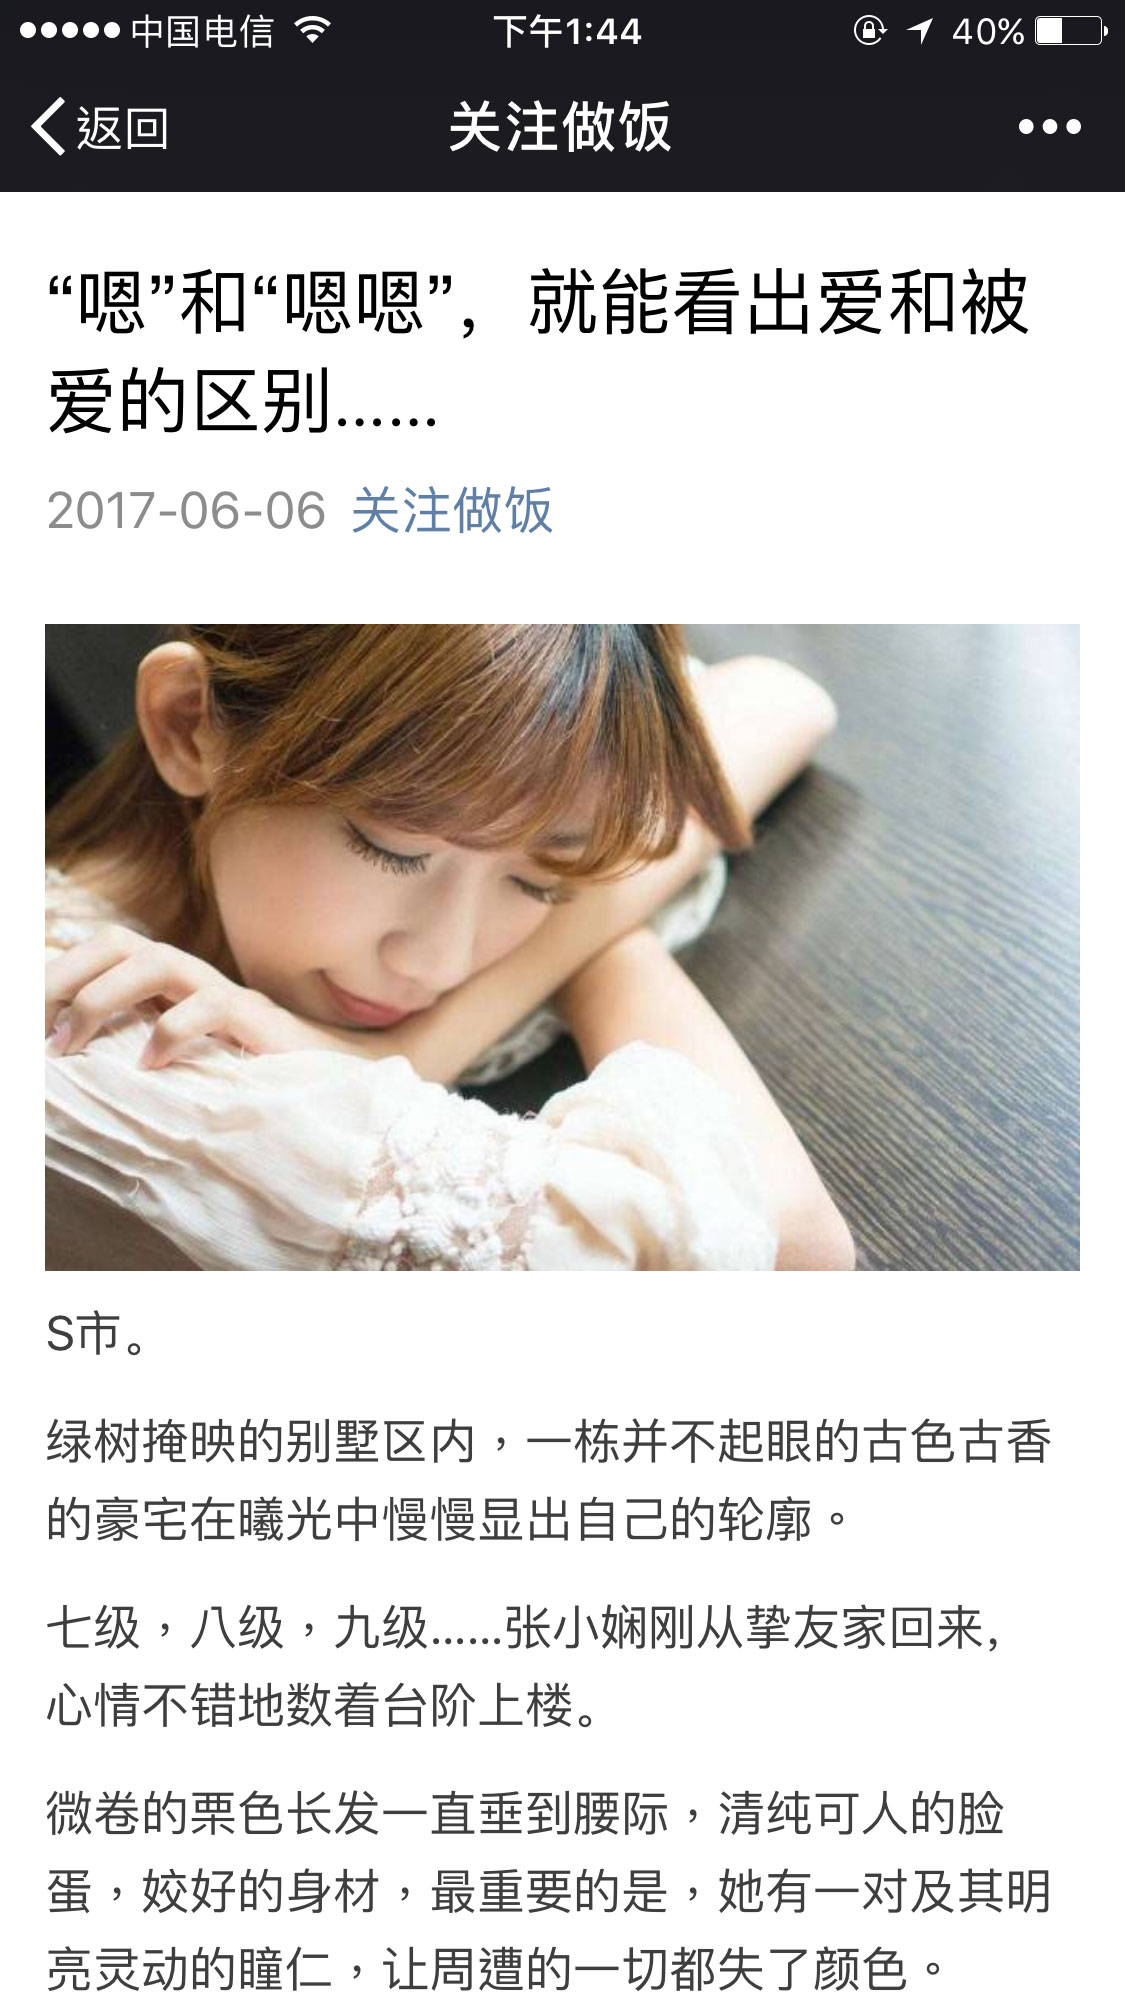 中国电信 下午1:44 40%
返回 关注做饭
“嗯”和“嗯嗯”，就能看出爱和被
爱的区别……
2017-06-06 关注做饭
S市。
绿树掩映的别墅区内，一栋并不起眼的古色古香
的豪宅在曦光中慢慢显出自己的轮廓。
七级，八级，九级……张小娴刚从挚友家回来，
心情不错地数着台阶上楼。
微卷的栗色长发一直垂到腰际，清纯可人的脸
蛋，姣好的身材，最重要的是，她有一对及其明
亮灵动的瞳仁，让周遭的一切都失了颜色。